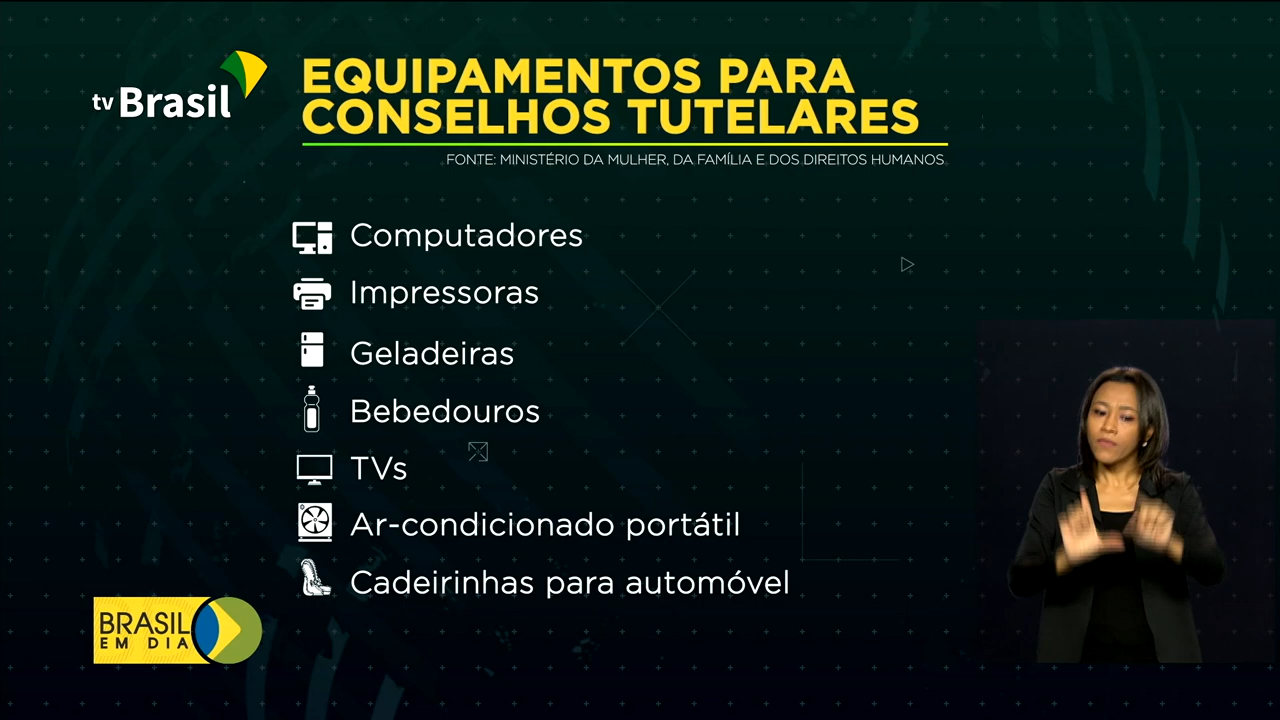 tv Brasil
EQUIPAMENTOS PARA
CONSELHOS TUTELARES
FONTE: MINISTÉRIO DA MULHER, DA FAMÍLIA E DOS DIREITOS HUMANOS
Computadores
Impressoras
Geladeiras
Bebedouros
TVs
Ar-condicionado portátil
Cadeirinhas para automóvel
BRASIL
EM DIA